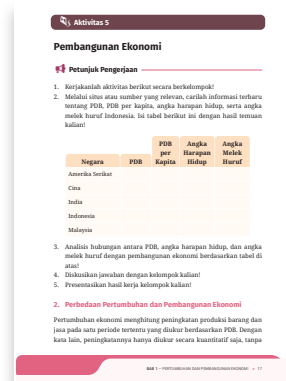 Aktivitas 5
Pembangunan Ekonomi
Petunjuk Pengerjaan
1. Kerjakanlah aktivitas berikut secara berkelompok!
2. Melalui situs atau sumber yang relevan, carilah informasi terbaru
tentang PDB, PDB per kapita, angka harapan hidup, serta angka
melek huruf Indonesia. Isi tabel berikut ini dengan hasil temuan
kalian!
Negara PDB PDB per Kapita Angka Harapan Hidup Angka Melek Huruf
Amerika Serikat
Cina
India
Indonesia
Malaysia
3. Analisis hubungan antara PDB, angka harapan hidup, dan angka
melek huruf dengan pembangunan ekonomi berdasarkan tabel di
atas!
4. Diskusikan jawaban dengan kelompok kalian!
5. Presentasikan hasil kerja kelompok kalian!
2. Perbedaan Pertumbuhan dan Pembangunan Ekonomi
Pertumbuhan ekonomi menghitung peningkatan produksi barang dan
jasa pada satu periode tertentu yang diukur berdasarkan PDB. Dengan
kata lain, peningkatannya hanya diukur secara kuantitatif saja, tanpa
BAB 1 – PERTUMBUHAN DAN PEMBANGUNAN EKONOMI • 17